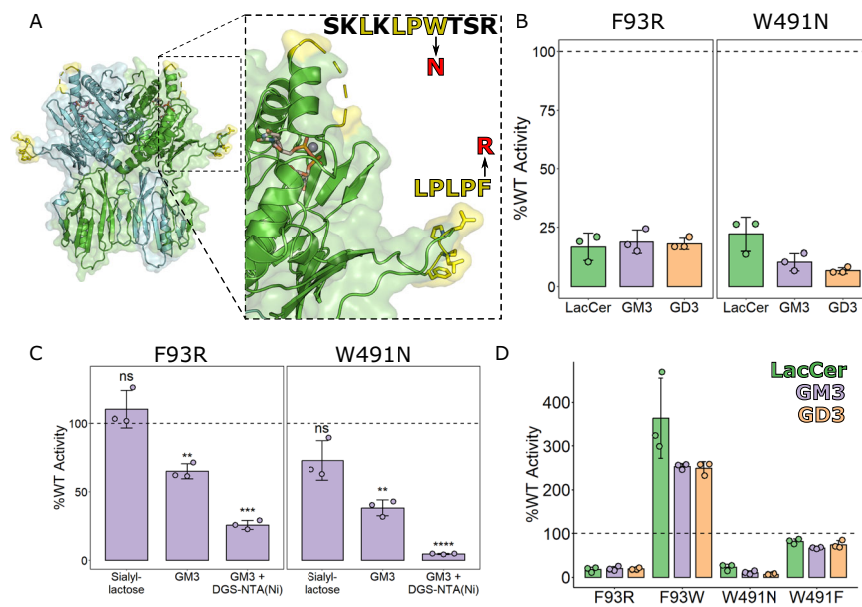 A
SKLKLPWTSR
N
R
LPLPF
B
F93R
W491N
%WT Activity
100
75
50
25
0
LacCer
GM3
GD3
LacCer
GM3
GD3
C
F93R
W491N
%WT Activity
100
50
0
ns
**
***
ns
**
****
Sialyl-
lactose
GM3
GM3 +
DGS-NTA(Ni)
Sialyl-
lactose
GM3
GM3 +
DGS-NTA(Ni)
D
LacCer
GM3
GD3
%WT Activity
400
300
200
100
0
F93R
F93W
W491N
W491F